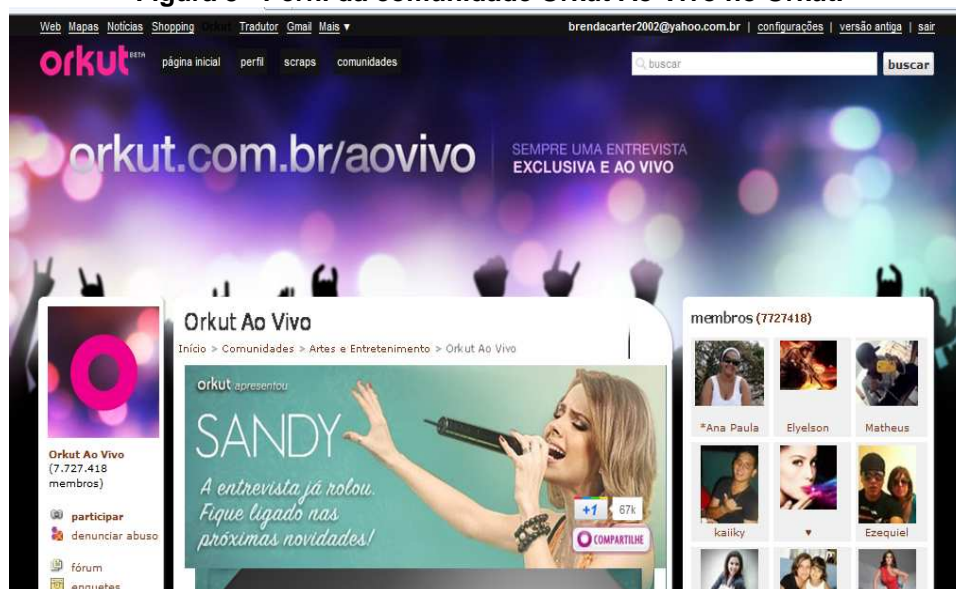 Web Mapas Notícias Shopping Orkut Tradutor Gmail Mais ▼ brendacarter2002@yahoo.com.br | configurações | versão antiga | sair
orkut BETA página inicial perfil scraps comunidades buscar buscar
orkut.com.br/aovivo SEMPRE UMA ENTREVISTA
EXCLUSIVA E AO VIVO
Orkut Ao Vivo
Início > Comunidades > Artes e Entretenimento > Orkut Ao Vivo
orkut apresentou
SANDY
A entrevista já rolou.
Fique ligado nas
próximas novidades!
+1 67k
COMPARTILHE
Orkut Ao Vivo
(7.727.418
membros)
participar
denunciar abuso
fórum
enquetes
membros (7727418)
*Ana Paula Elyelson Matheus
kaiiky ♥ Ezequiel